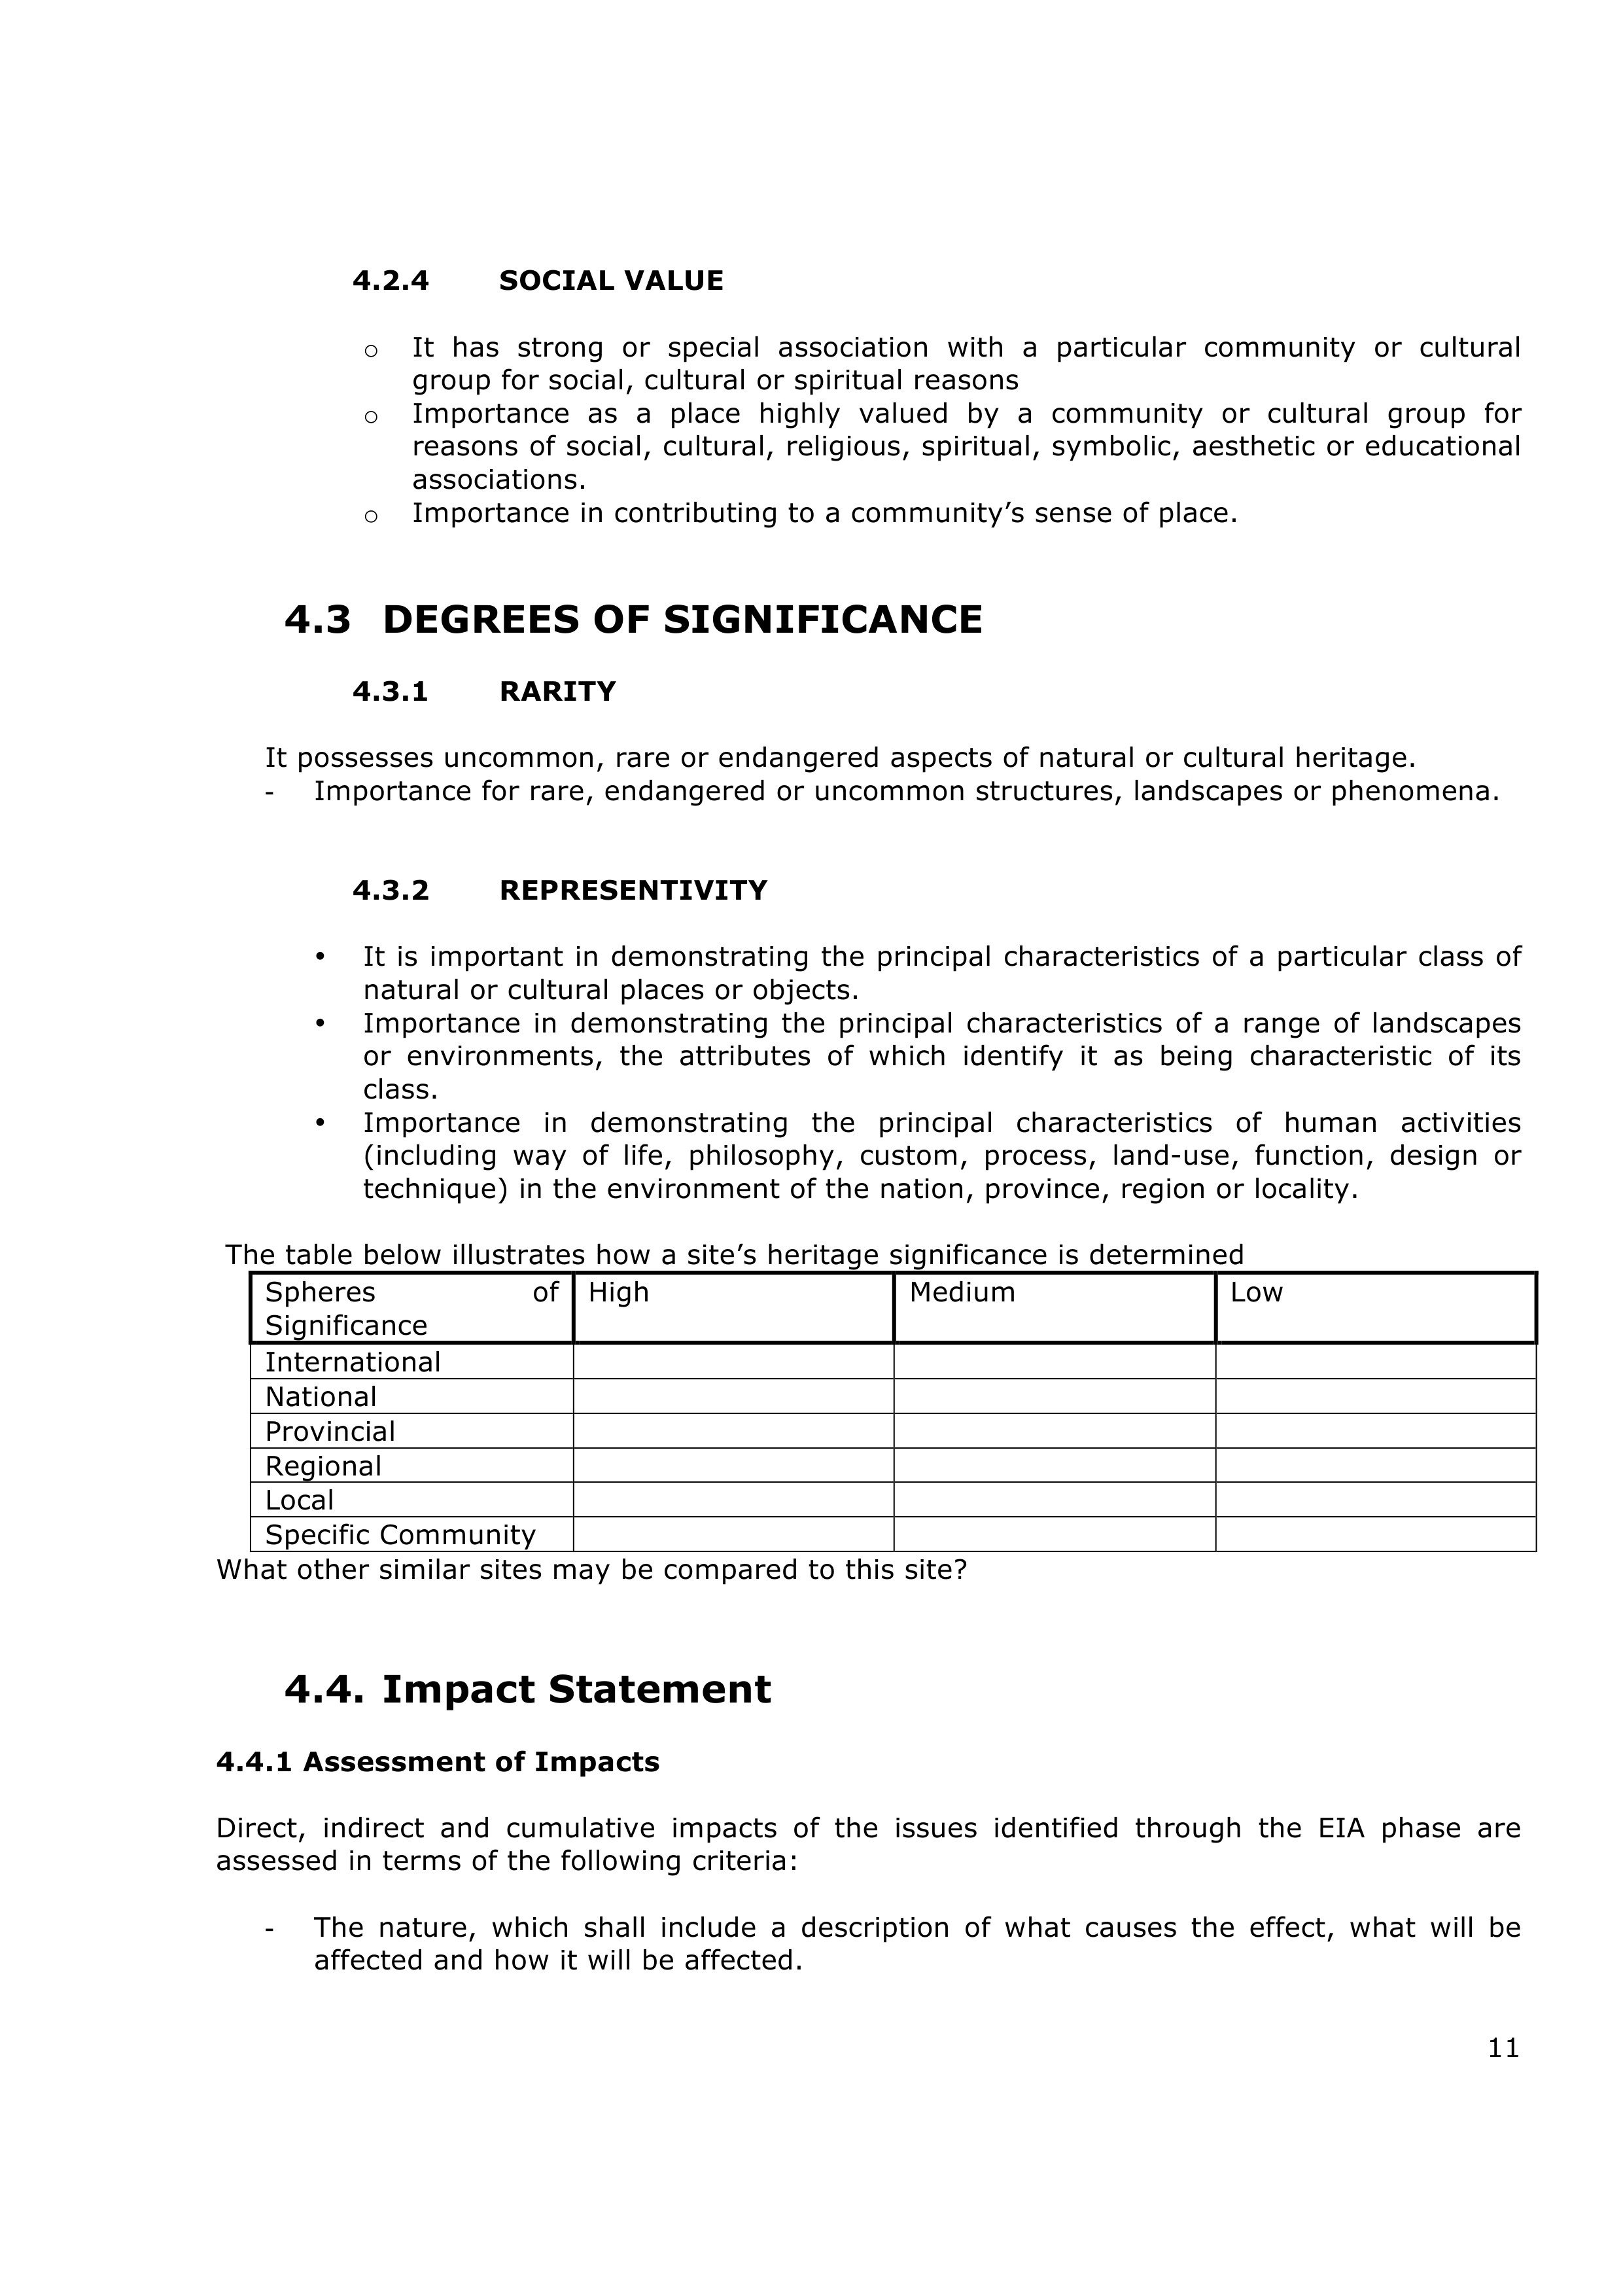 4.2.4 SOCIAL VALUE
o It has strong or special association with a particular community or cultural
group for social, cultural or spiritual reasons
o Importance as a place highly valued by a community or cultural group for
reasons of social, cultural, religious, spiritual, symbolic, aesthetic or educational
associations.
o Importance in contributing to a community’s sense of place.
4.3 DEGREES OF SIGNIFICANCE
4.3.1 RARITY
It possesses uncommon, rare or endangered aspects of natural or cultural heritage.
- Importance for rare, endangered or uncommon structures, landscapes or phenomena.
4.3.2 REPRESENTIVITY
• It is important in demonstrating the principal characteristics of a particular class of
natural or cultural places or objects.
• Importance in demonstrating the principal characteristics of a range of landscapes
or environments, the attributes of which identify it as being characteristic of its
class.
• Importance in demonstrating the principal characteristics of human activities
(including way of life, philosophy, custom, process, land-use, function, design or
technique) in the environment of the nation, province, region or locality.
The table below illustrates how a site’s heritage significance is determined
Spheres of High Medium Low
Significance
International
National
Provincial
Regional
Local
Specific Community
What other similar sites may be compared to this site?
4.4. Impact Statement
4.4.1 Assessment of Impacts
Direct, indirect and cumulative impacts of the issues identified through the EIA phase are
assessed in terms of the following criteria:
- The nature, which shall include a description of what causes the effect, what will be
affected and how it will be affected.
11